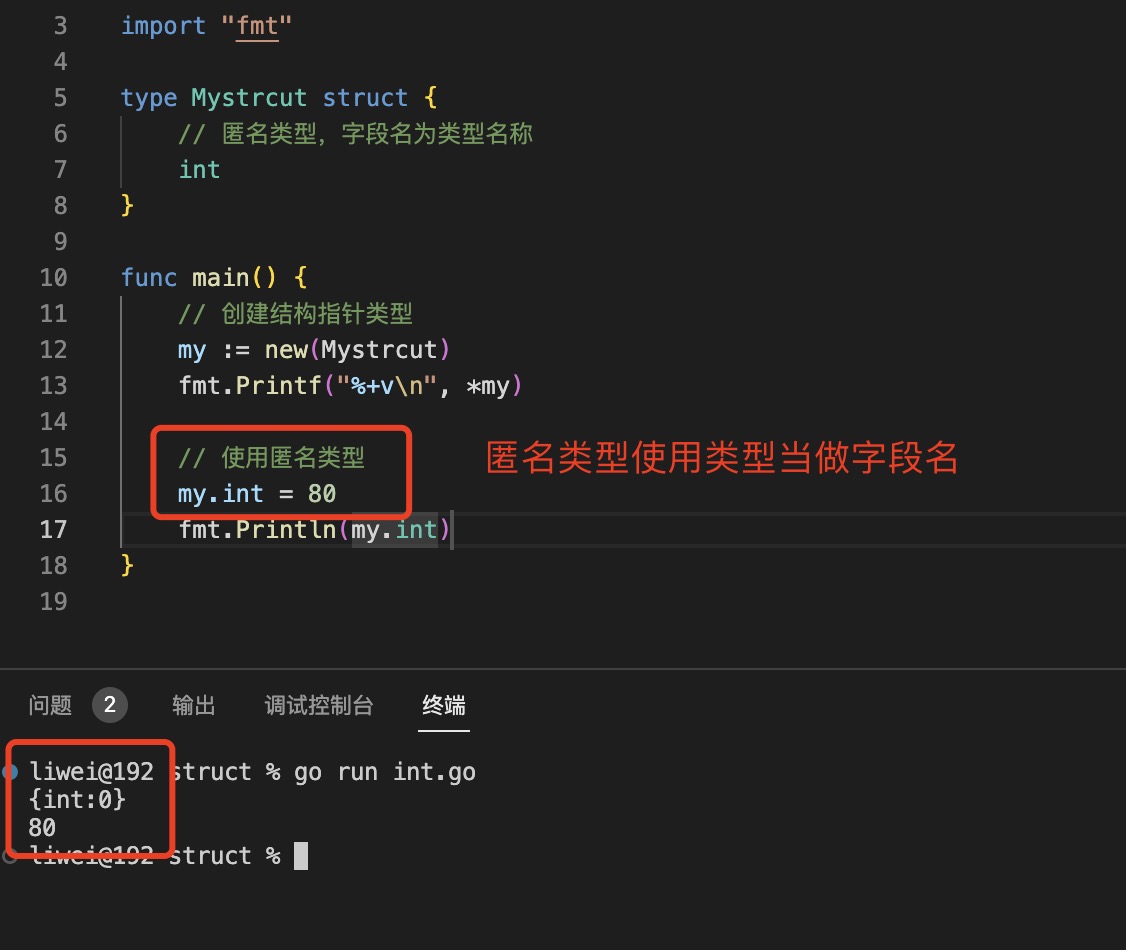 3 import "fmt"
4
5 type Mystrcut struct {
6 // 匿名类型，字段名为类型名称
7 int
8 }
9
10 func main() {
11 // 创建结构指针类型
12 my := new(Mystrcut)
13 fmt.Printf("%+v\n", *my)
14
15 // 使用匿名类型 匿名类型使用类型当做字段名
16 my.int = 80
17 fmt.Println(my.int)
18 }
19
问题 2 输出 调试控制台 终端
liwei@192 struct % go run int.go
{int:0}
80
liwei@192 struct %